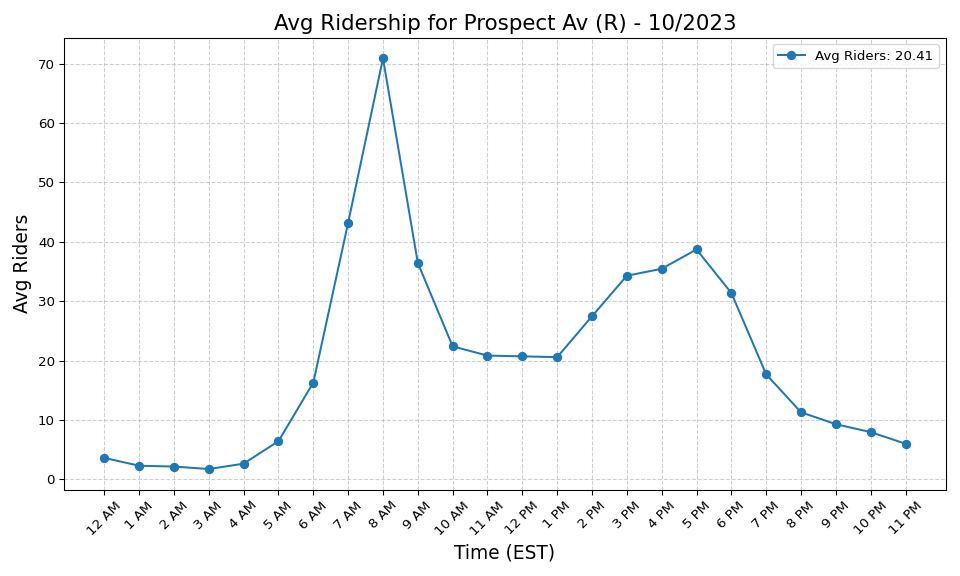 Avg Ridership for Prospect Av (R) - 10/2023
Avg Riders: 20.41
Avg Riders
70
60
50
40
30
20
10
0
12 AM
1 AM
2 AM
3 AM
4 AM
5 AM
6 AM
7 AM
8 AM
9 AM
10 AM
11 AM
12 PM
1 PM
2 PM
3 PM
4 PM
5 PM
6 PM
7 PM
8 PM
9 PM
10 PM
11 PM
Time (EST)